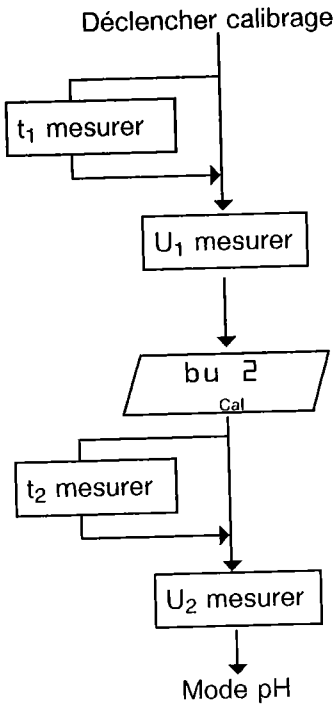 Déclencher calibrage
t₁ mesurer
U₁ mesurer
bu 2
Cal
t₂ mesurer
U₂ mesurer
Mode pH